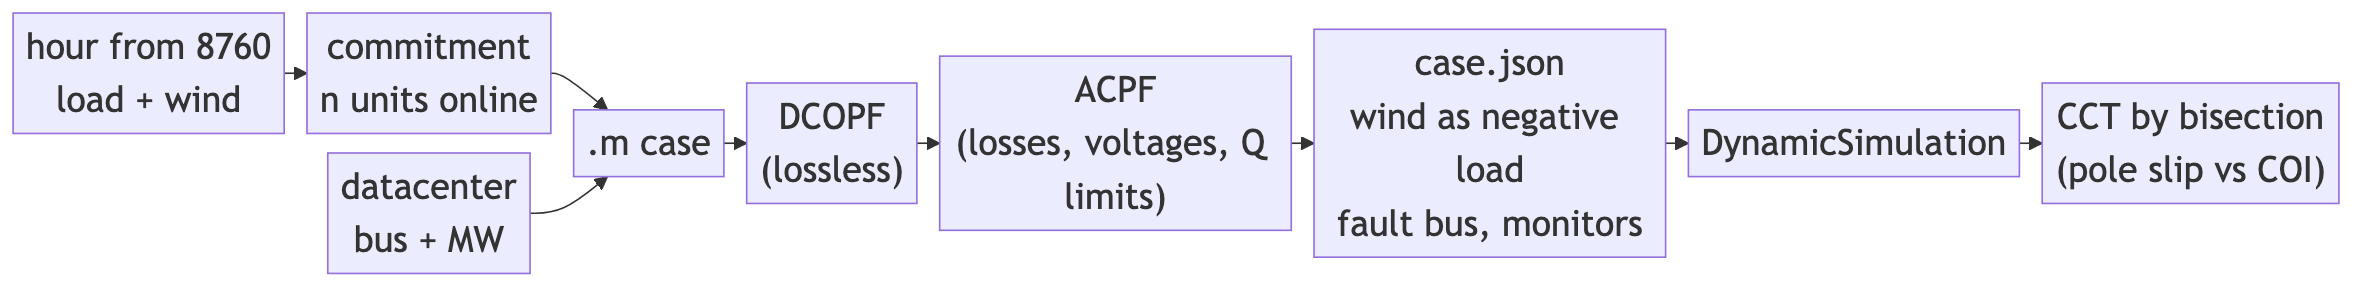 hour from 8760
load + wind
commitment
n units online
datacenter
bus + MW
.m case
DCOPF
(lossless)
ACPF
(losses, voltages, Q
limits)
case.json
wind as negative
load
fault bus, monitors
DynamicSimulation
CCT by bisection
(pole slip vs COI)